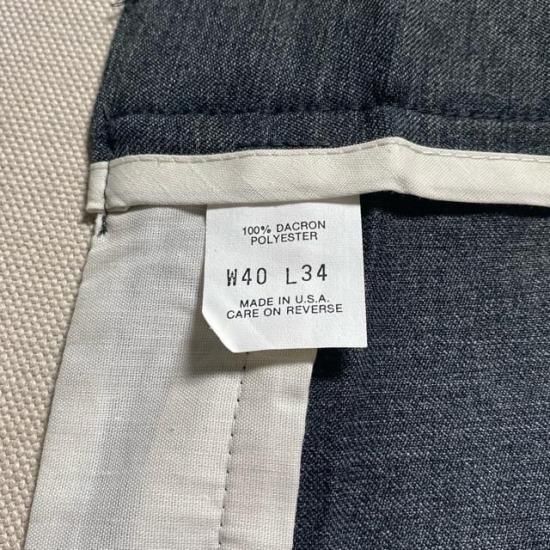 100% DACRON
POLYESTER
W40 L34
MADE IN U.S.A.
CARE ON REVERSE